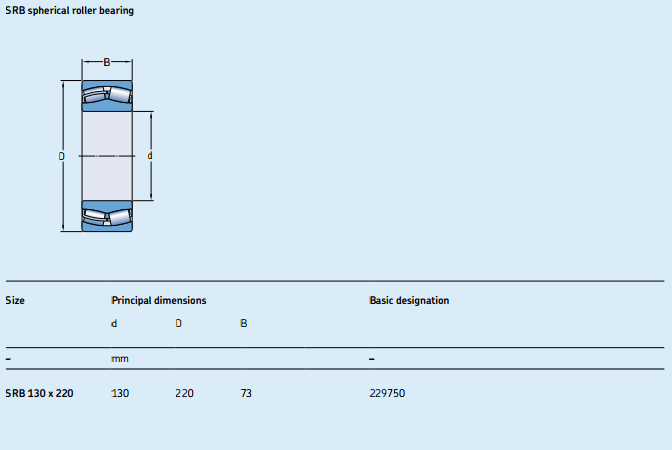 SRB spherical roller bearing
B
D
d
Size Principal dimensions Basic designation
d D B
– mm –
SRB 130 x 220 130 220 73 229750